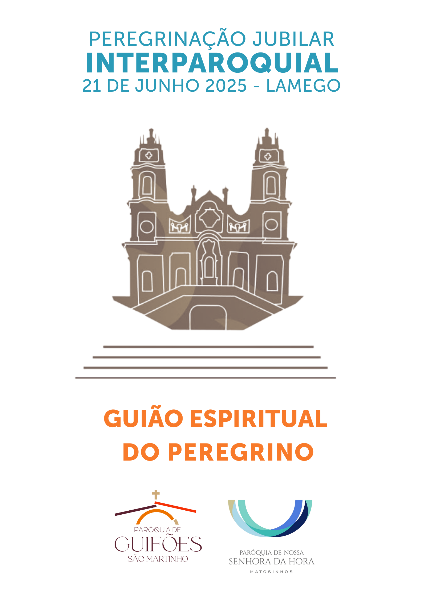 PEREGRINAÇÃO JUBILAR
INTERPAROQUIAL
21 DE JUNHO 2025 - LAMEGO
GUIÃO ESPIRITUAL
DO PEREGRINO
PARÓQUIA DE
GUIFÕES
SÃO MARTINHO
PARÓQUIA DE NOSSA
SENHORA DA HORA
MATOSINHOS